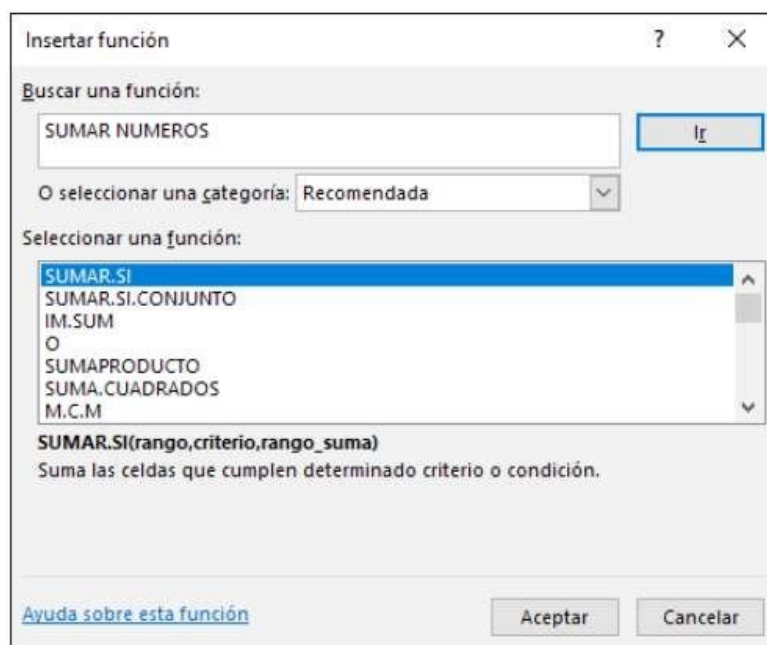 Insertar función ? X
Buscar una función:
SUMAR NUMEROS
Ir
O seleccionar una categoría: Recomendada
Seleccionar una función:
SUMAR.SI
SUMAR.SI.CONJUNTO
IM.SUM
O
SUMAPRODUCTO
SUMA.CUADRADOS
M.C.M
SUMAR.SI(rango,criterio,rango_suma)
Suma las celdas que cumplen determinado criterio o condición.
Ayuda sobre esta función Aceptar Cancelar